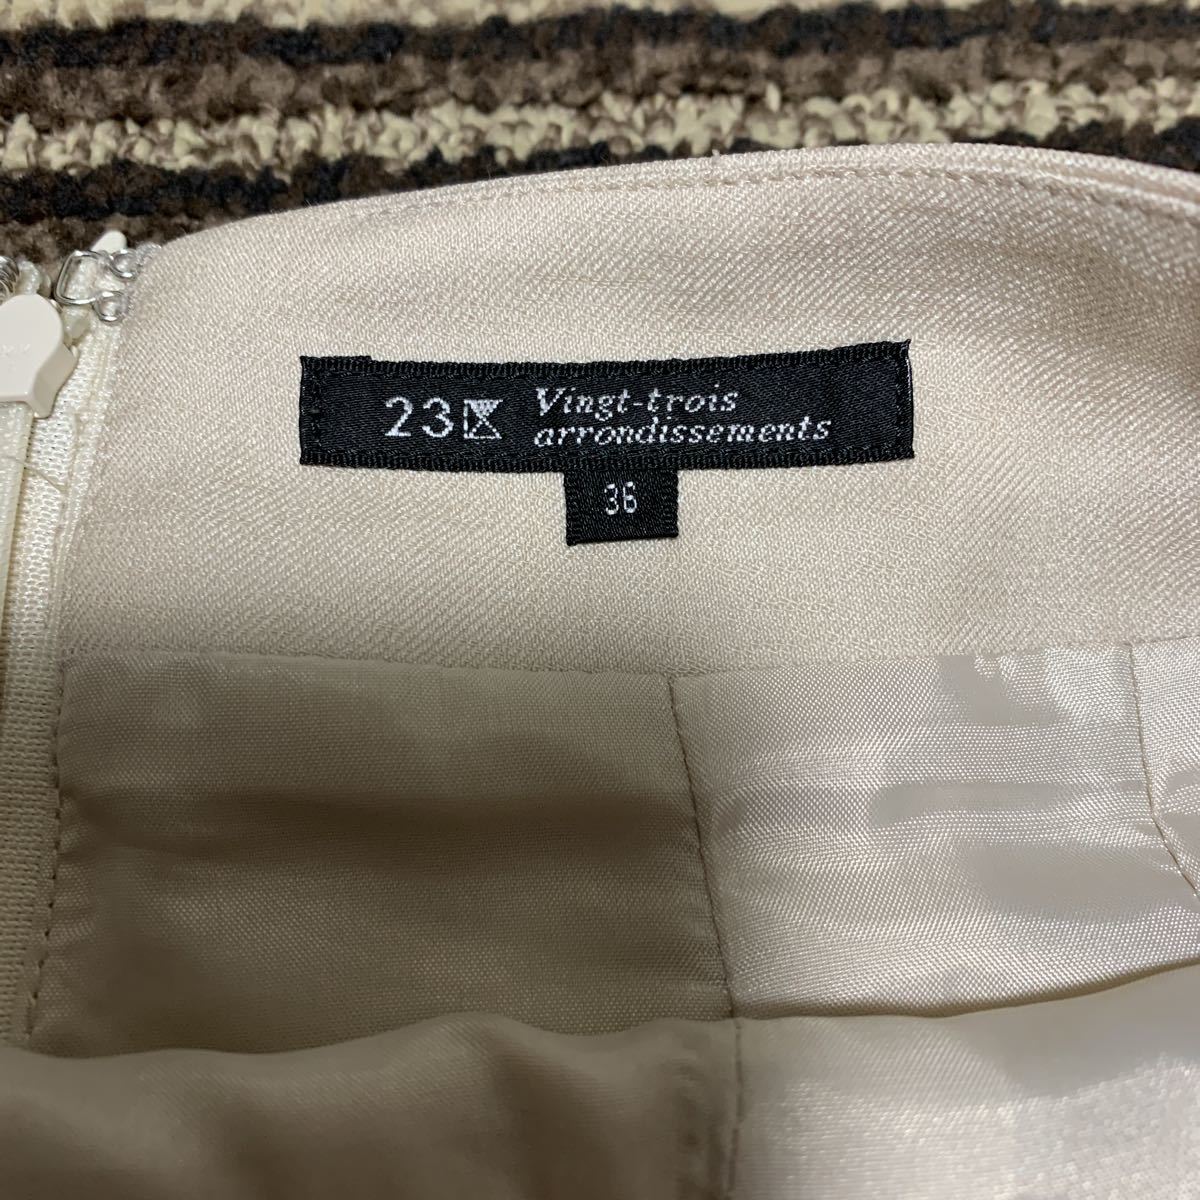 23区 Vingt-trois
arrondissements
36